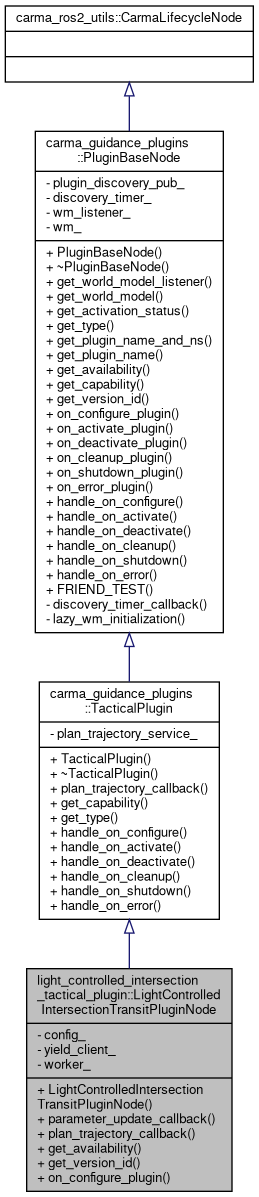 carma_ros2_utils::CarmaLifecycleNode
carma_guidance_plugins
::PluginBaseNode
- plugin_discovery_pub_
- discovery_timer_
- wm_listener_
- wm_
+ PluginBaseNode()
+ ~PluginBaseNode()
+ get_world_model_listener()
+ get_world_model()
+ get_activation_status()
+ get_type()
+ get_plugin_name_and_ns()
+ get_plugin_name()
+ get_availability()
+ get_capability()
+ get_version_id()
+ on_configure_plugin()
+ on_activate_plugin()
+ on_deactivate_plugin()
+ on_cleanup_plugin()
+ on_shutdown_plugin()
+ on_error_plugin()
+ handle_on_configure()
+ handle_on_activate()
+ handle_on_deactivate()
+ handle_on_cleanup()
+ handle_on_shutdown()
+ handle_on_error()
+ FRIEND_TEST()
- discovery_timer_callback()
- lazy_wm_initialization()
carma_guidance_plugins
::TacticalPlugin
- plan_trajectory_service_
+ TacticalPlugin()
+ ~TacticalPlugin()
+ plan_trajectory_callback()
+ get_capability()
+ get_type()
+ handle_on_configure()
+ handle_on_activate()
+ handle_on_deactivate()
+ handle_on_cleanup()
+ handle_on_shutdown()
+ handle_on_error()
light_controlled_intersection
_tactical_plugin::LightControlled
IntersectionTransitPluginNode
- config_
- yield_client_
- worker_
+ LightControlledIntersection
TransitPluginNode()
+ parameter_update_callback()
+ plan_trajectory_callback()
+ get_availability()
+ get_version_id()
+ on_configure_plugin()